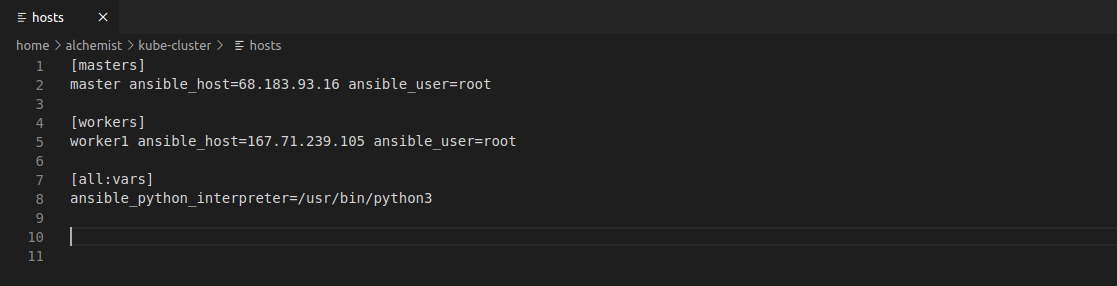 hosts
home > alchemist > kube-cluster > hosts
1 [masters]
2 master ansible_host=68.183.93.16 ansible_user=root
3
4 [workers]
5 worker1 ansible_host=167.71.239.105 ansible_user=root
6
7 [all:vars]
8 ansible_python_interpreter=/usr/bin/python3
9
10
11